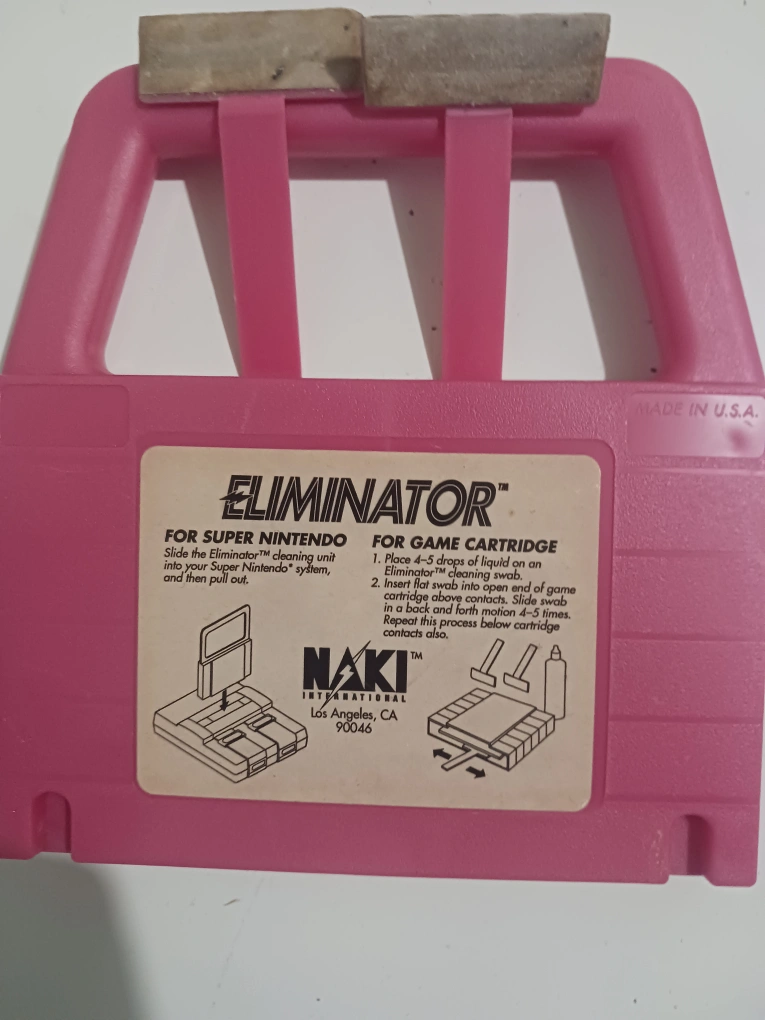 MADE IN U.S.A.
ELIMINATOR™
FOR SUPER NINTENDO
Slide the Eliminator™ cleaning unit
into your Super Nintendo® system,
and then pull out.
FOR GAME CARTRIDGE
1. Place 4–5 drops of liquid on an
Eliminator™ cleaning swab.
2. Insert flat swab into open end of game
cartridge above contacts. Slide swab
in a back and forth motion 4–5 times.
Repeat this process below cartridge
contacts also.
NAKI™
INTERNATIONAL
Los Angeles, CA
90046